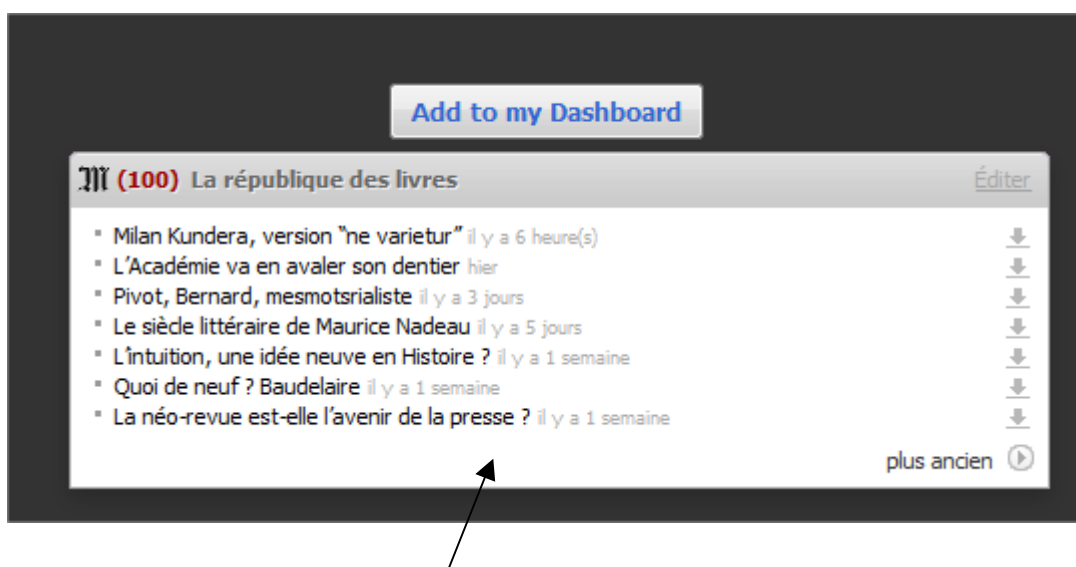 Add to my Dashboard
M (100) La république des livres Éditer
Milan Kundera, version “ne varietur” il y a 6 heure(s)
L’Académie va en avaler son dentier hier
Pivot, Bernard, mesmotsrialiste il y a 3 jours
Le siècle littéraire de Maurice Nadeau il y a 5 jours
L’intuition, une idée neuve en Histoire ? il y a 1 semaine
Quoi de neuf ? Baudelaire il y a 1 semaine
La néo-revue est-elle l’avenir de la presse ? il y a 1 semaine
plus ancien